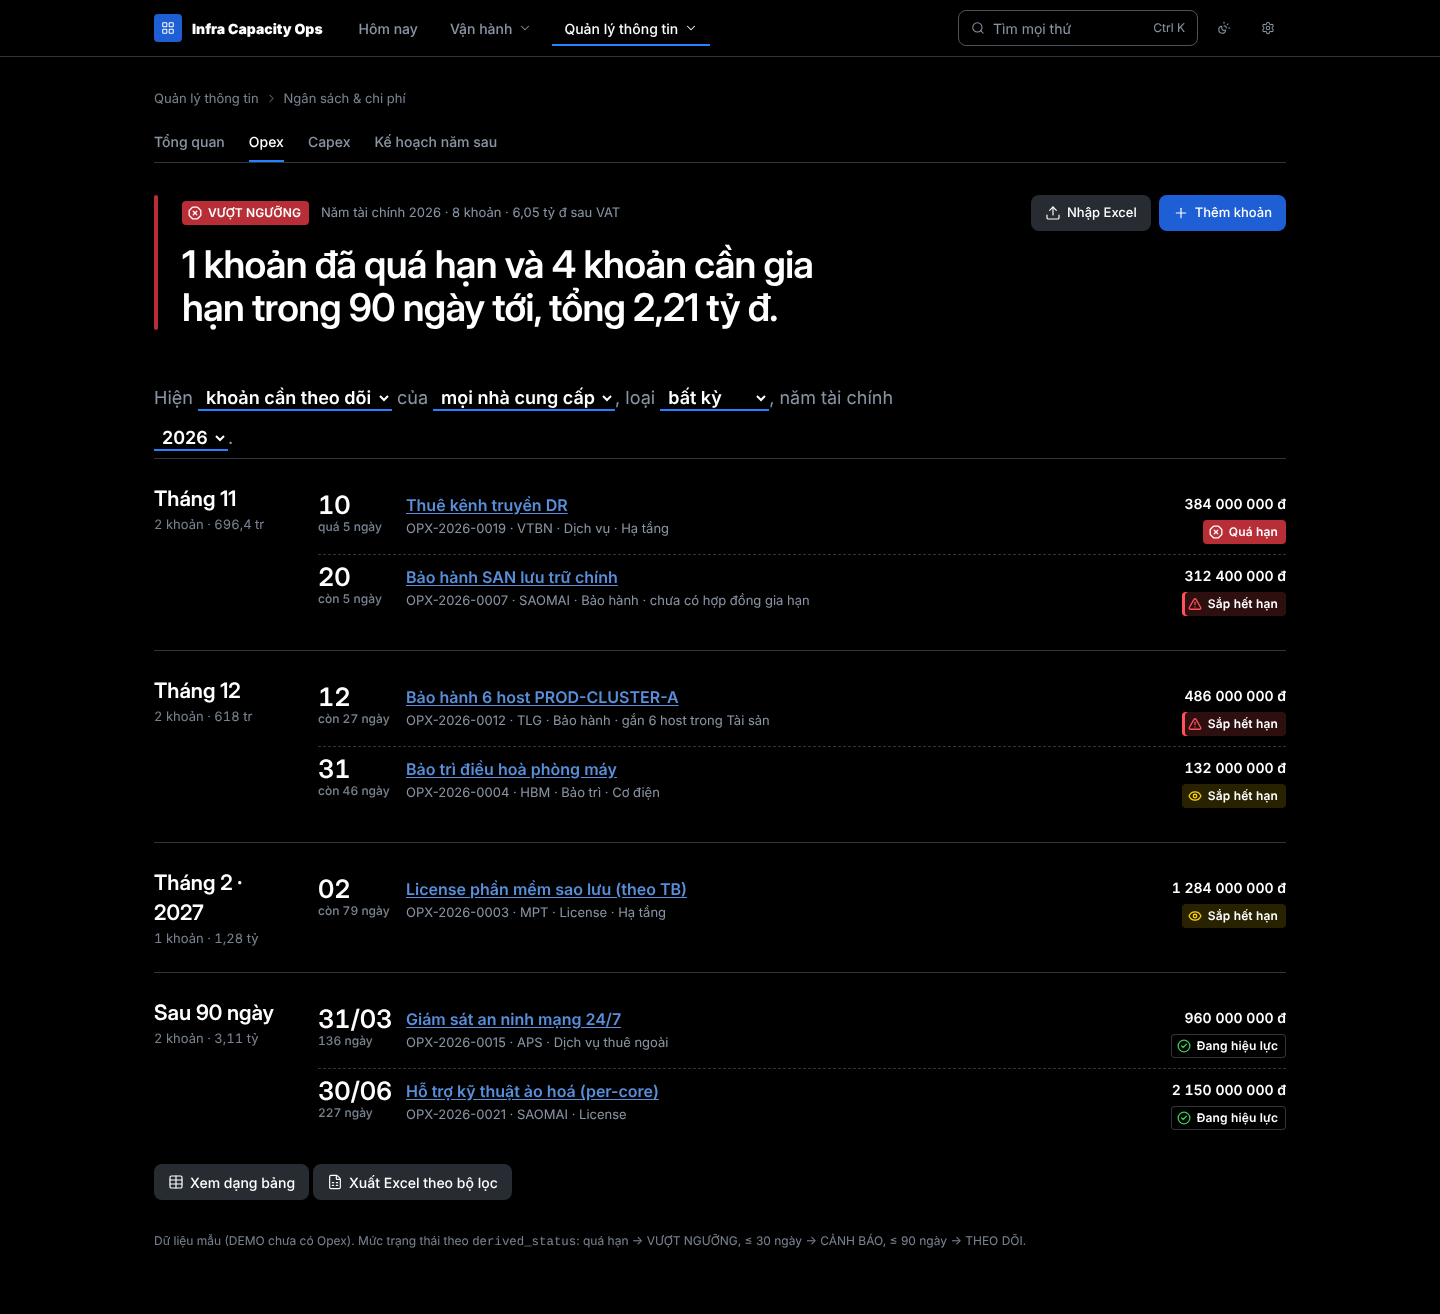 Infra Capacity Ops
Hôm nay
Vận hành
Quản lý thông tin
Tìm mọi thứ
Ctrl K
Quản lý thông tin
Ngân sách & chi phí
Tổng quan
Opex
Capex
Kế hoạch năm sau
VƯỢT NGƯỠNG
Năm tài chính 2026 · 8 khoản · 6,05 tỷ đ sau VAT
Nhập Excel
Thêm khoản
1 khoản đã quá hạn và 4 khoản cần gia
hạn trong 90 ngày tới, tổng 2,21 tỷ đ.
Hiện khoản cần theo dõi của mọi nhà cung cấp, loại bất kỳ, năm tài chính
2026.
Tháng 11
2 khoản · 696,4 tr
10
quá 5 ngày
Thuê kênh truyền DR
OPX-2026-0019 · VTBN · Dịch vụ · Hạ tầng
384 000 000 đ
Quá hạn
20
còn 5 ngày
Bảo hành SAN lưu trữ chính
OPX-2026-0007 · SAOMAI · Bảo hành · chưa có hợp đồng gia hạn
312 400 000 đ
Sắp hết hạn
Tháng 12
2 khoản · 618 tr
12
còn 27 ngày
Bảo hành 6 host PROD-CLUSTER-A
OPX-2026-0012 · TLG · Bảo hành · gắn 6 host trong Tài sản
486 000 000 đ
Sắp hết hạn
31
còn 46 ngày
Bảo trì điều hoà phòng máy
OPX-2026-0004 · HBM · Bảo trì · Cơ điện
132 000 000 đ
Sắp hết hạn
Tháng 2 ·
2027
1 khoản · 1,28 tỷ
02
còn 79 ngày
License phần mềm sao lưu (theo TB)
OPX-2026-0003 · MPT · License · Hạ tầng
1 284 000 000 đ
Sắp hết hạn
Sau 90 ngày
2 khoản · 3,11 tỷ
31/03
136 ngày
Giám sát an ninh mạng 24/7
OPX-2026-0015 · APS · Dịch vụ thuê ngoài
960 000 000 đ
Đang hiệu lực
30/06
227 ngày
Hỗ trợ kỹ thuật ảo hoá (per-core)
OPX-2026-0021 · SAOMAI · License
2 150 000 000 đ
Đang hiệu lực
Xem dạng bảng
Xuất Excel theo bộ lọc
Dữ liệu mẫu (DEMO chưa có Opex). Mức trạng thái theo derived_status: quá hạn → VƯỢT NGƯỠNG, ≤ 30 ngày → CẢNH BÁO, ≤ 90 ngày → THEO DÕI.